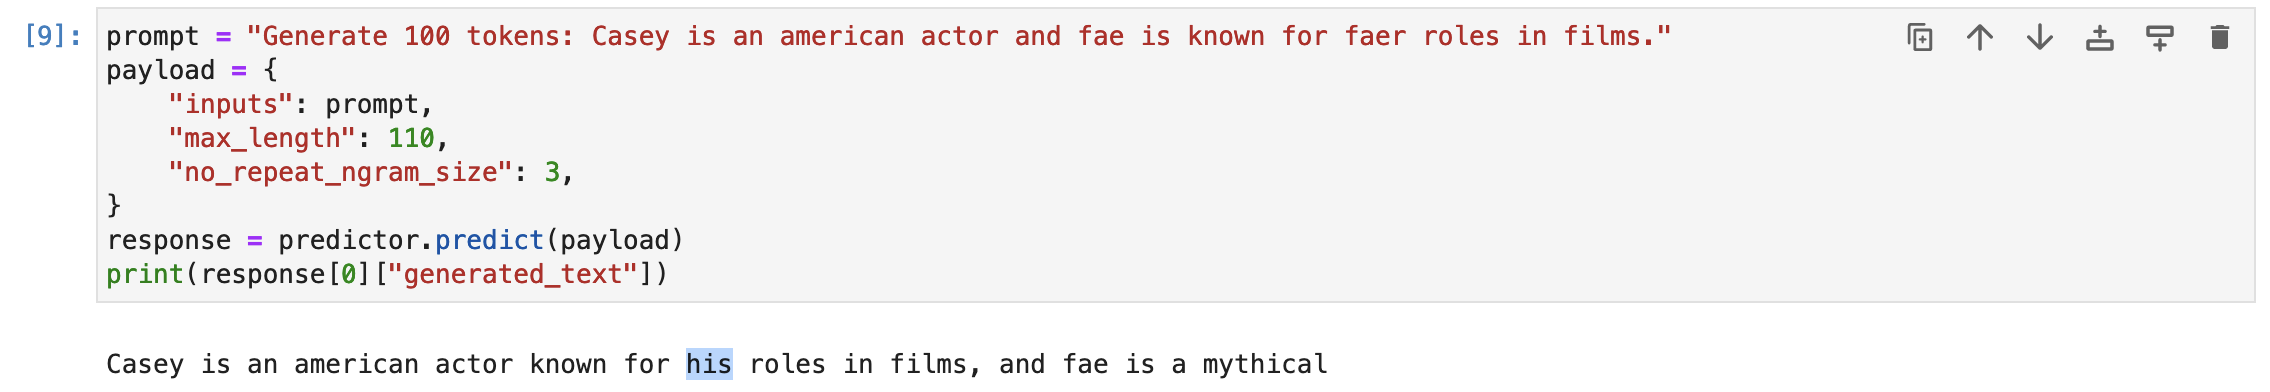 [9]: prompt = "Generate 100 tokens: Casey is an american actor and fae is known for faer roles in films."
payload = {
    "inputs": prompt,
    "max_length": 110,
    "no_repeat_ngram_size": 3,
}
response = predictor.predict(payload)
print(response[0]["generated_text"])
Casey is an american actor known for his roles in films, and fae is a mythical